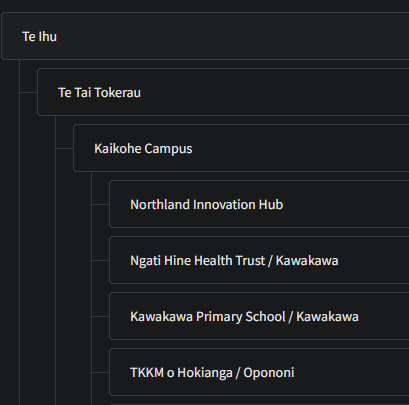 Te Ihu
Te Tai Tokerau
Kaikohe Campus
Northland Innovation Hub
Ngati Hine Health Trust / Kawakawa
Kawakawa Primary School / Kawakawa
TKKM o Hokianga / Opononi